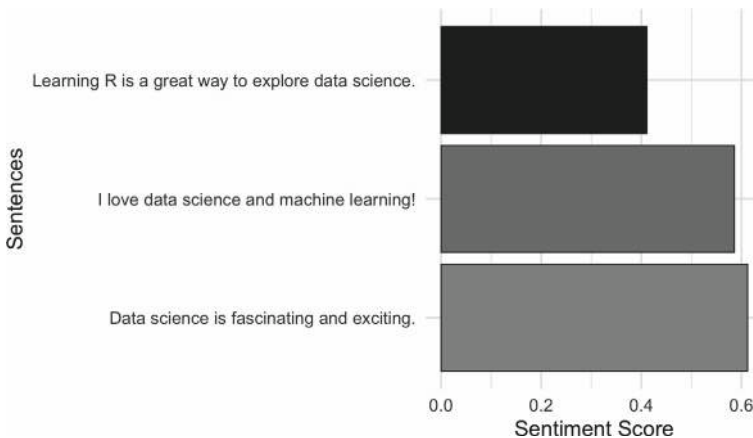 Learning R is a great way to explore data science.
I love data science and machine learning!
Data science is fascinating and exciting.
Sentences
0.0 0.2 0.4 0.6
Sentiment Score